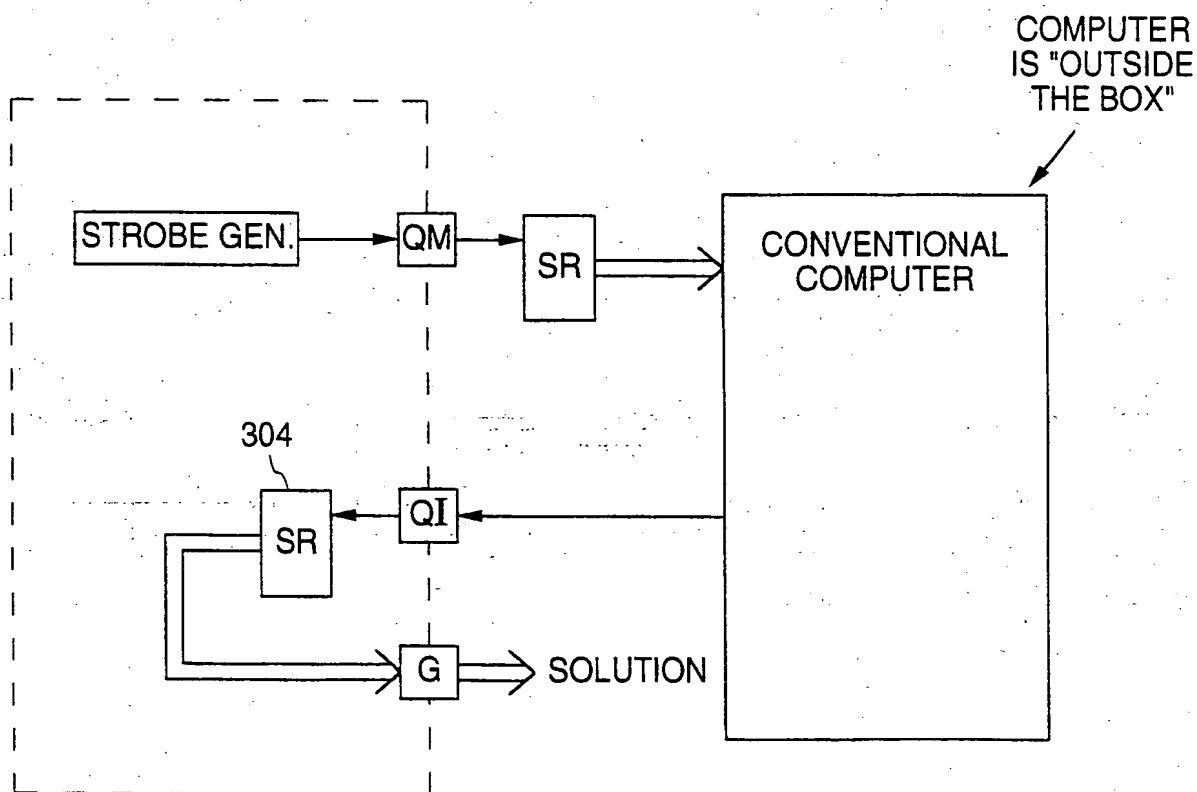 COMPUTER
IS "OUTSIDE
THE BOX"
STROBE GEN.
QM
SR
CONVENTIONAL
COMPUTER
304
SR
QI
G
SOLUTION